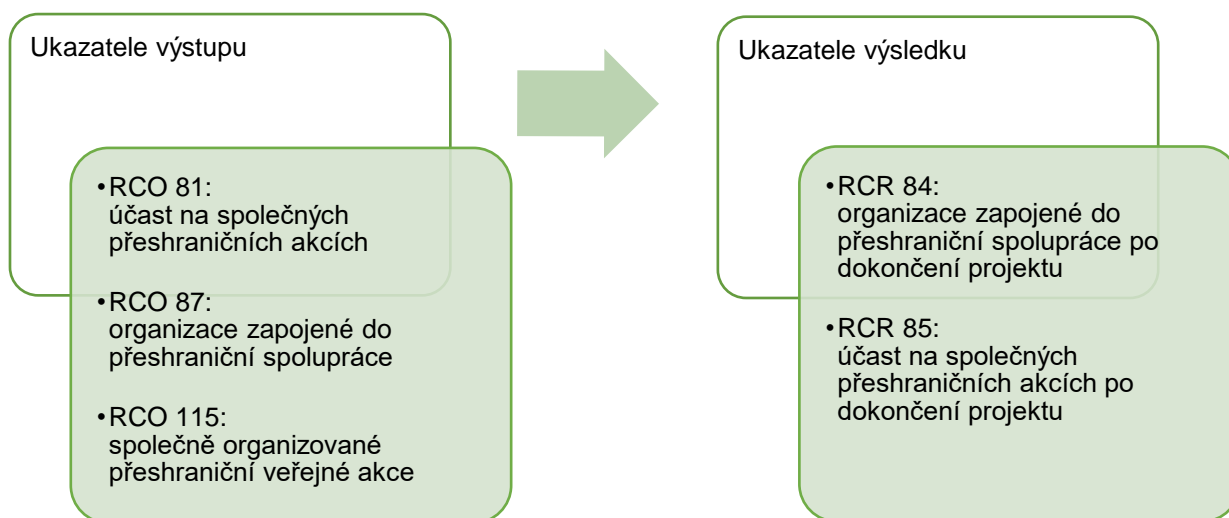 Ukazatele výstupu
•RCO 81:
účast na společných
přeshraničních akcích
•RCO 87:
organizace zapojené do
přeshraniční spolupráce
•RCO 115:
společně organizované
přeshraniční veřejné akce
Ukazatele výsledku
•RCR 84:
organizace zapojené do
přeshraniční spolupráce po
dokončení projektu
•RCR 85:
účast na společných
přeshraničních akcích po
dokončení projektu